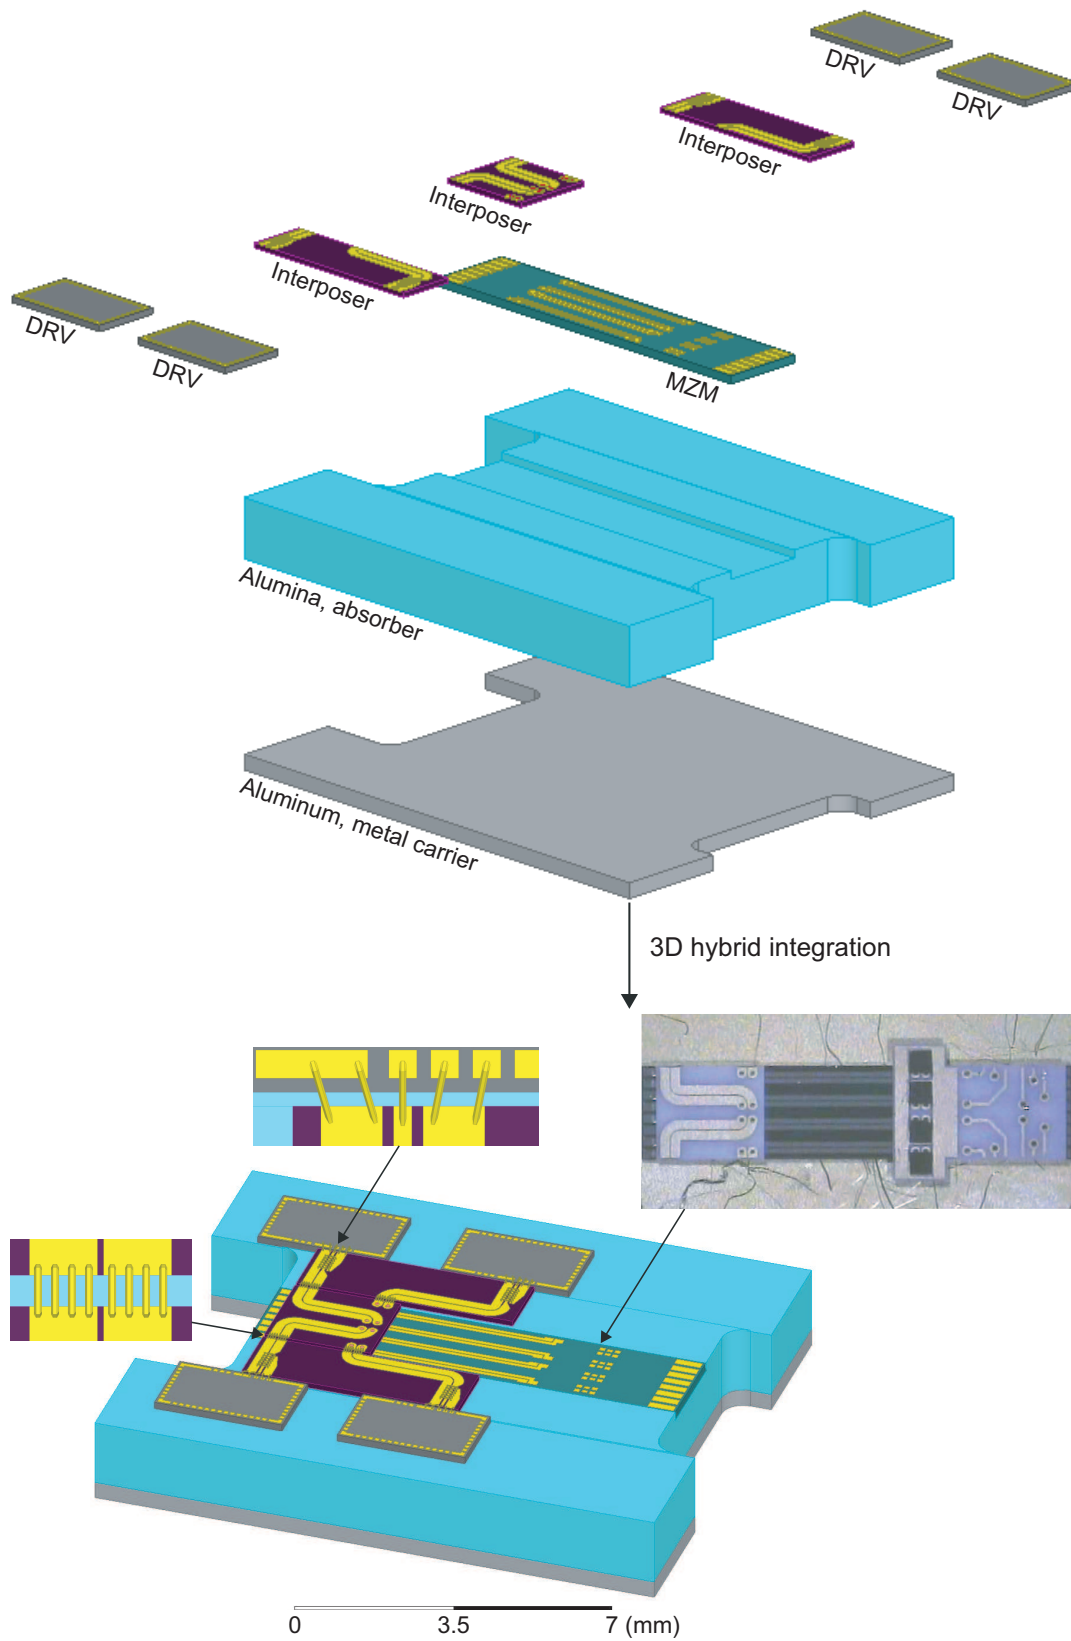 DRV
DRV
Interposer
Interposer
Interposer
DRV
DRV
MZM
Alumina, absorber
Aluminum, metal carrier
3D hybrid integration
0 3.5 7 (mm)